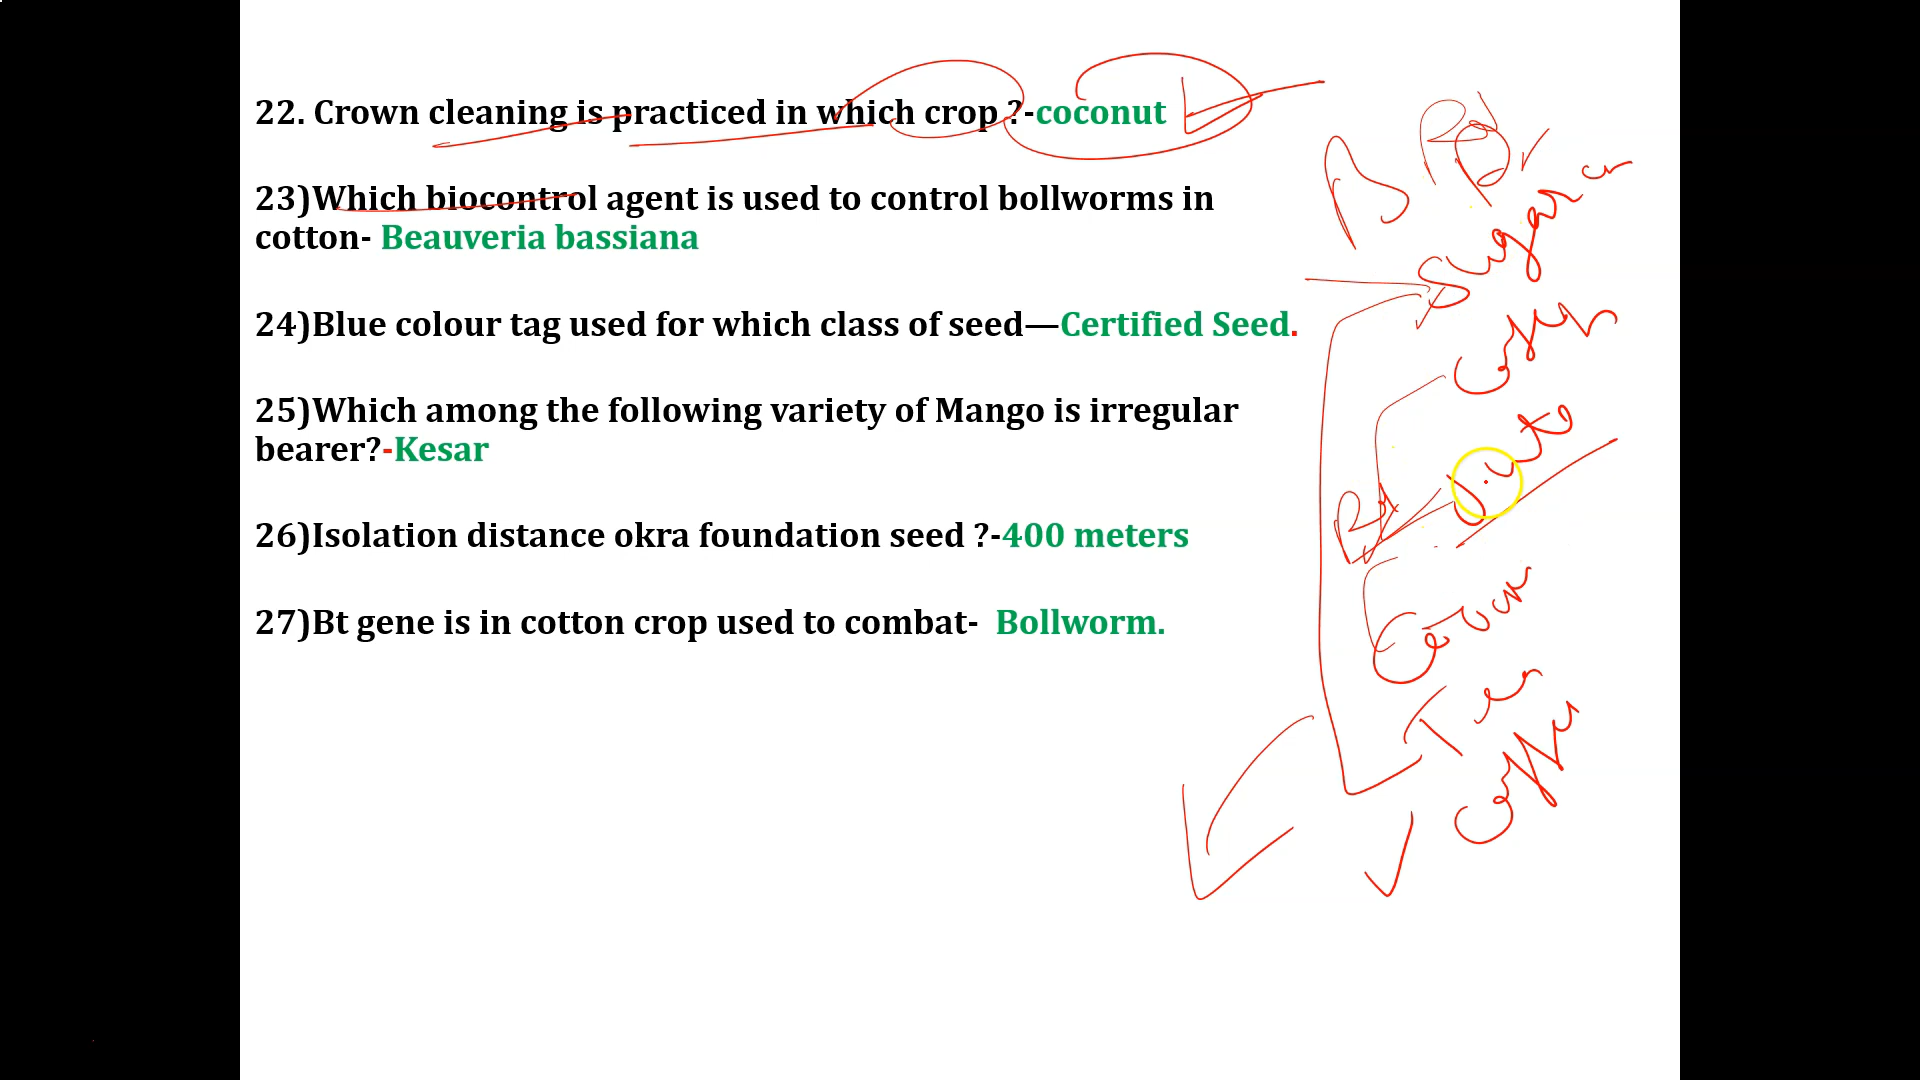 22. Crown cleaning is practiced in which crop ?-coconut
23)Which biocontrol agent is used to control bollworms in
cotton- Beauveria bassiana
24)Blue colour tag used for which class of seed—Certified Seed.
25)Which among the following variety of Mango is irregular
bearer?-Kesar
26)Isolation distance okra foundation seed ?-400 meters
27)Bt gene is in cotton crop used to combat-  Bollworm.
Tea